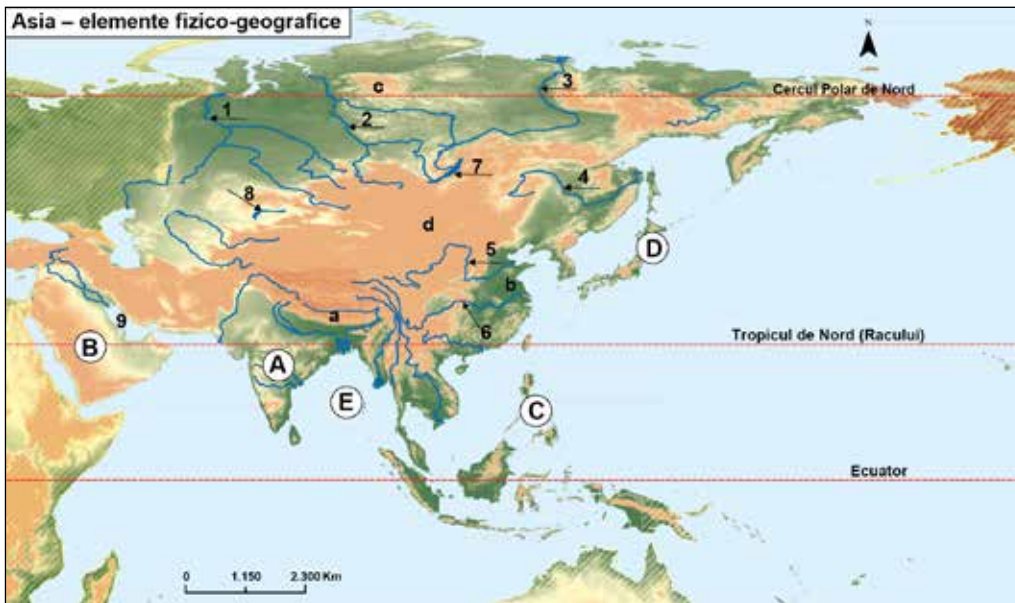 Asia – elemente fizico-geografice
N
3
c
Cercul Polar de Nord
1
2
7
4
8
d
D
5
b
a
9
6
B
Tropicul de Nord (Racului)
A
E
C
Ecuator
0 1.150 2.300 Km